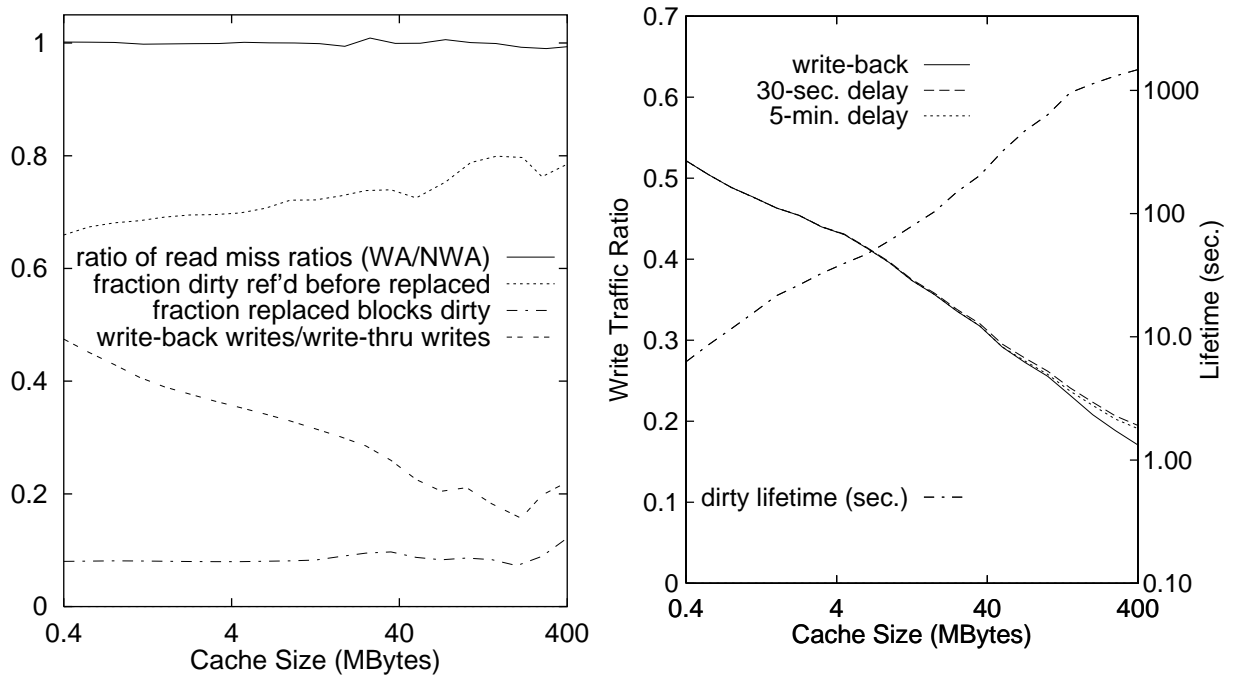 1
0.8
0.6
0.4
0.2
0
ratio of read miss ratios (WA/NWA)
fraction dirty ref'd before replaced
fraction replaced blocks dirty
write-back writes/write-thru writes
0.4 4 40 400
Cache Size (MBytes)
0.7
0.6
0.5
0.4
0.3
0.2
0.1
0
Write Traffic Ratio
write-back
30-sec. delay
5-min. delay
dirty lifetime (sec.)
1000
100
10.0
1.00
0.10
Lifetime (sec.)
0.4 4 40 400
Cache Size (MBytes)